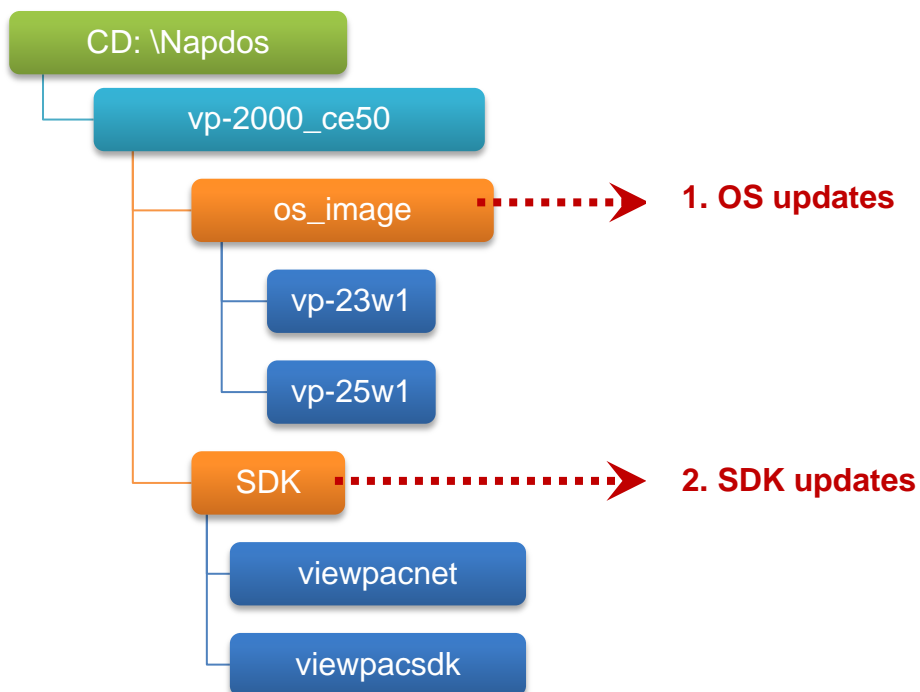 CD: \Napdos
vp-2000_ce50
os_image
1. OS updates
vp-23w1
vp-25w1
SDK
2. SDK updates
viewpacnet
viewpacsdk